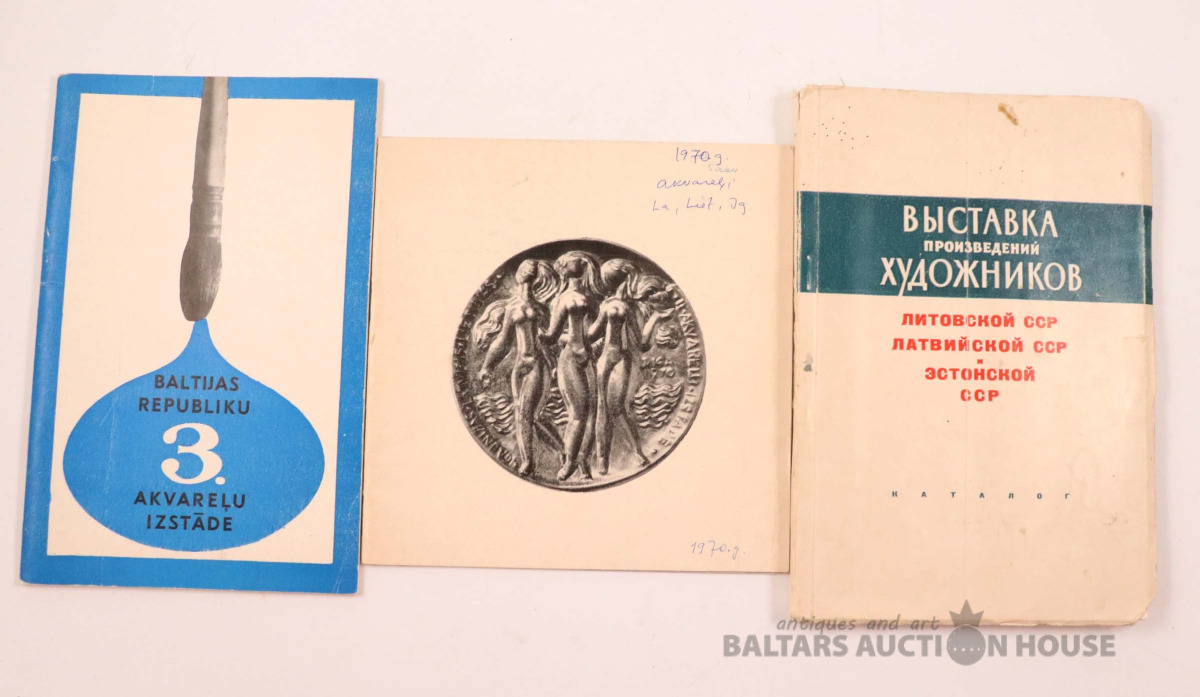 BALTIJAS
REPUBLIKU
3.
AKVAREĻU
IZSTĀDE
1970.g.
akvareļi
La, Liet, Ig
1970.g.
ВЫСТАВКА
ПРОИЗВЕДЕНИЙ
ХУДОЖНИКОВ
ЛИТОВСКОЙ ССР
ЛАТВИЙСКОЙ ССР
и
ЭСТОНСКОЙ
ССР
КАТАЛОГ
antiques and art
BALTARS AUCTION HOUSE